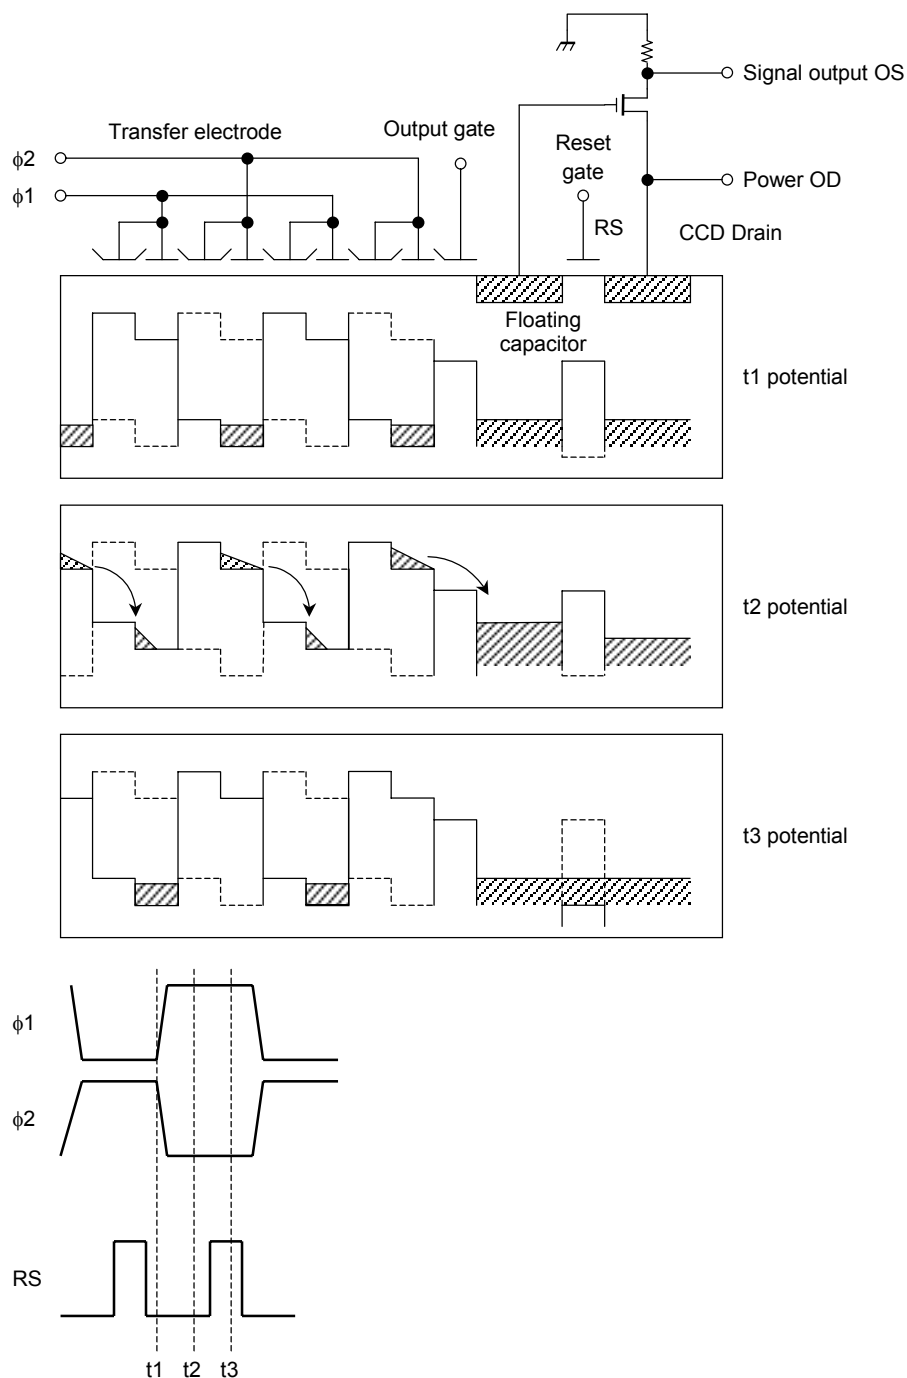 Signal output OS
Transfer electrode
Output gate
Reset
gate
ϕ2
ϕ1
Power OD
RS
CCD Drain
Floating
capacitor
t1 potential
t2 potential
t3 potential
ϕ1
ϕ2
RS
t1 t2 t3